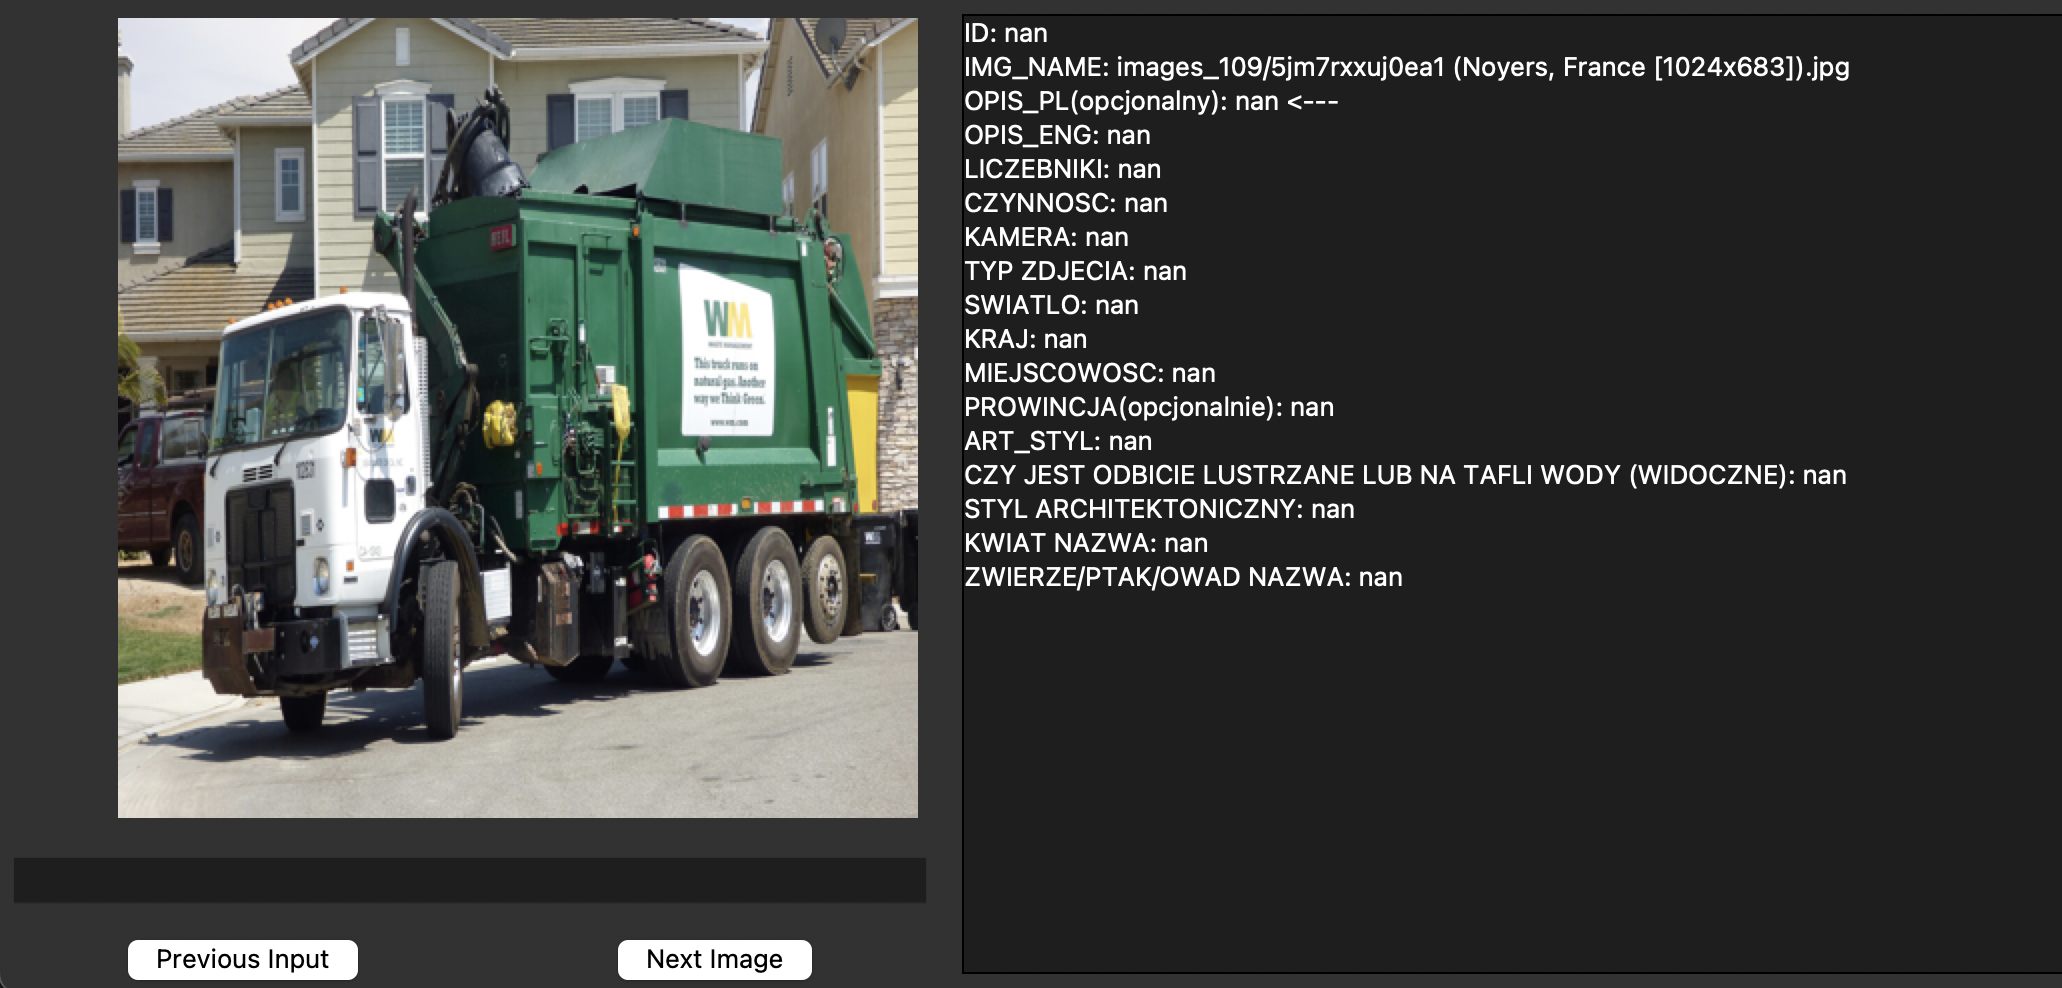 ID: nan
IMG_NAME: images_109/5jm7rxxuj0ea1 (Noyers, France [1024x683]).jpg
OPIS_PL(opcjonalny): nan <---
OPIS_ENG: nan
LICZEBNIKI: nan
CZYNNOSC: nan
KAMERA: nan
TYP ZDJECIA: nan
SWIATLO: nan
KRAJ: nan
MIEJSCOWOSC: nan
PROWINCJA(opcjonalnie): nan
ART_STYL: nan
CZY JEST ODBICIE LUSTRZANE LUB NA TAFLI WODY (WIDOCZNE): nan
STYL ARCHITEKTONICZNY: nan
KWIAT NAZWA: nan
ZWIERZE/PTAK/OWAD NAZWA: nan
WM
WASTE MANAGEMENT
This truck runs on
natural gas. Another
way we Think Green.
www.wm.com
WM
Previous Input
Next Image